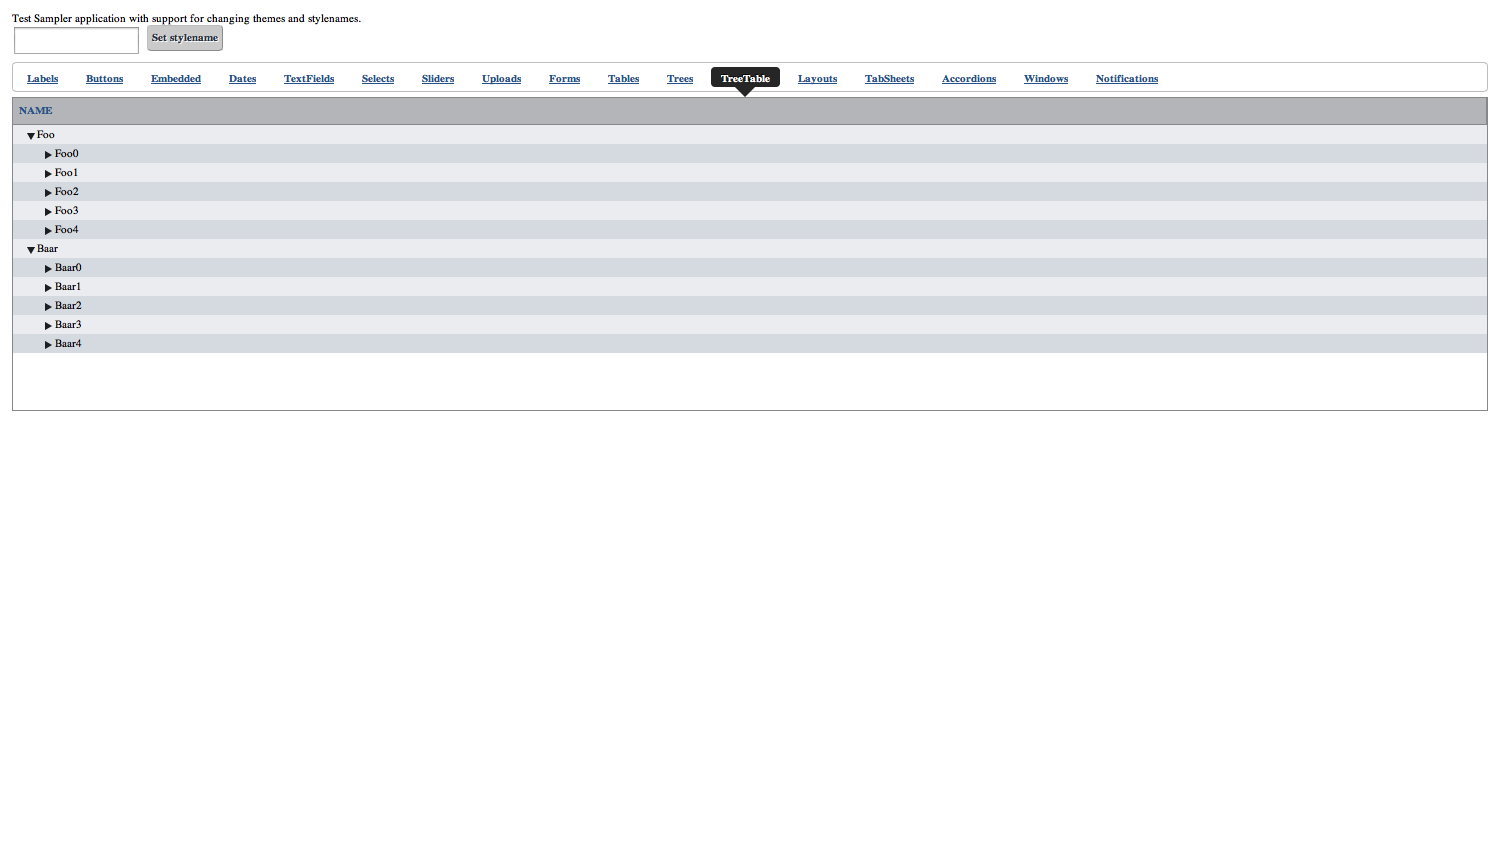 Test Sampler application with support for changing themes and stylenames.
Set stylename
Labels Buttons Embedded Dates TextFields Selects Sliders Uploads Forms Tables Trees TreeTable Layouts TabSheets Accordions Windows Notifications
NAME
Foo
Foo0
Foo1
Foo2
Foo3
Foo4
Baar
Baar0
Baar1
Baar2
Baar3
Baar4